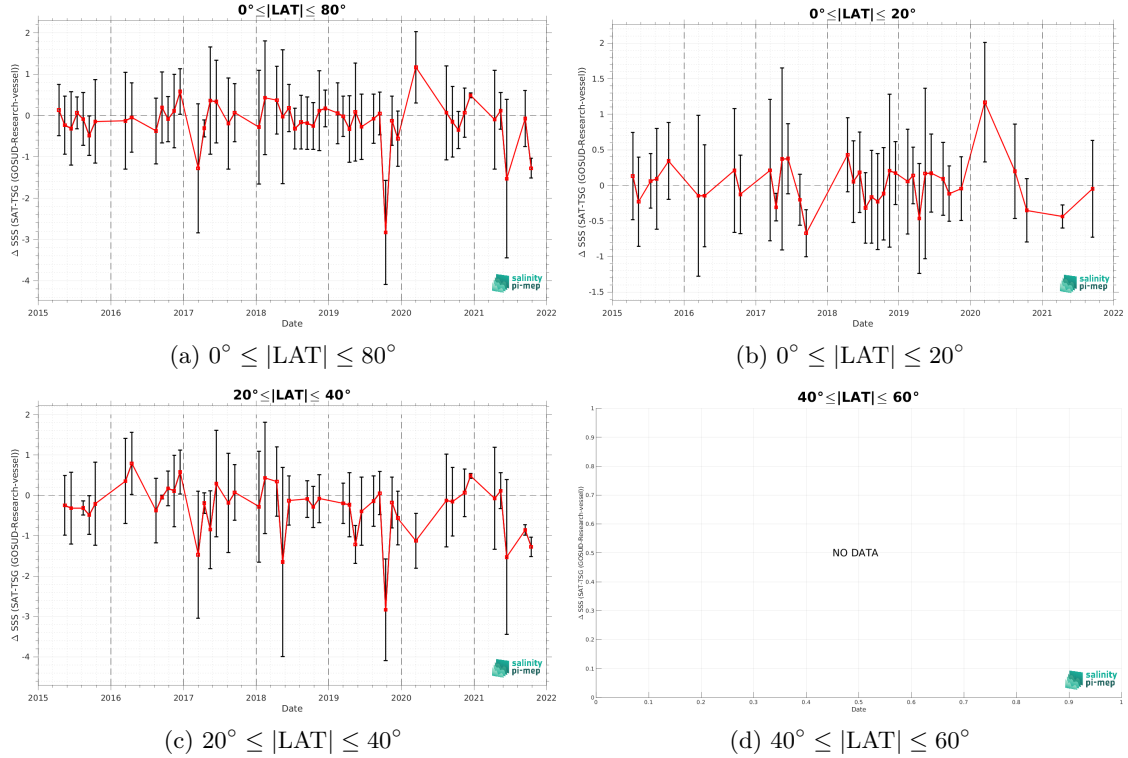 0°≤|LAT|≤ 80°
Δ SSS (SAT-TSG (GOSUD-Research-vessel))
2
1
0
-1
-2
-3
-4
2015 2016 2017 2018 2019 2020 2021 2022
Date
salinity
pi-mep
(a) 0° ≤ |LAT| ≤ 80°
0°≤|LAT|≤ 20°
Δ SSS (SAT-TSG (GOSUD-Research-vessel))
2
1.5
1
0.5
0
-0.5
-1
-1.5
2015 2016 2017 2018 2019 2020 2021 2022
Date
salinity
pi-mep
(b) 0° ≤ |LAT| ≤ 20°
20°≤|LAT|≤ 40°
Δ SSS (SAT-TSG (GOSUD-Research-vessel))
2
1
0
-1
-2
-3
-4
2015 2016 2017 2018 2019 2020 2021 2022
Date
salinity
pi-mep
(c) 20° ≤ |LAT| ≤ 40°
40°≤|LAT|≤ 60°
Δ SSS (SAT-TSG (GOSUD-Research-vessel))
1
0.9
0.8
0.7
0.6
0.5
0.4
0.3
0.2
0.1
0
NO DATA
0 0.1 0.2 0.3 0.4 0.5 0.6 0.7 0.8 0.9 1
Date
salinity
pi-mep
(d) 40° ≤ |LAT| ≤ 60°